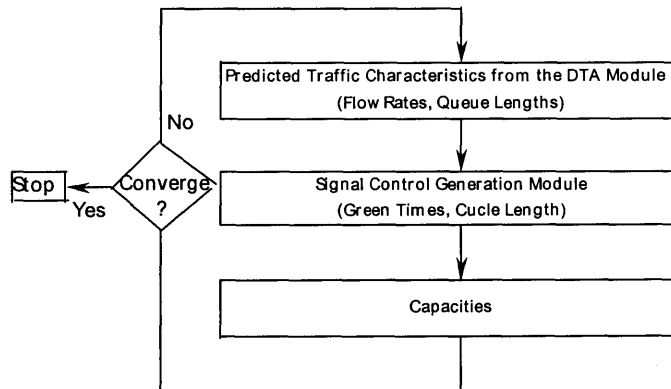 Predicted Traffic Characteristics from the DTA Module
(Flow Rates, Queue Lengths)
No
Stop
Converge
?
Yes
Signal Control Generation Module
(Green Times, Cucle Length)
Capacities